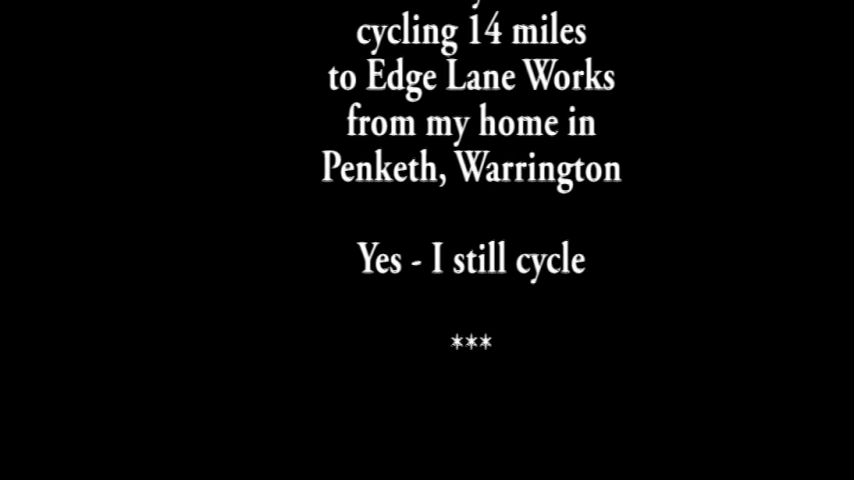 cycling 14 miles
to Edge Lane Works
from my home in
Penketh, Warrington
Yes - I still cycle
***